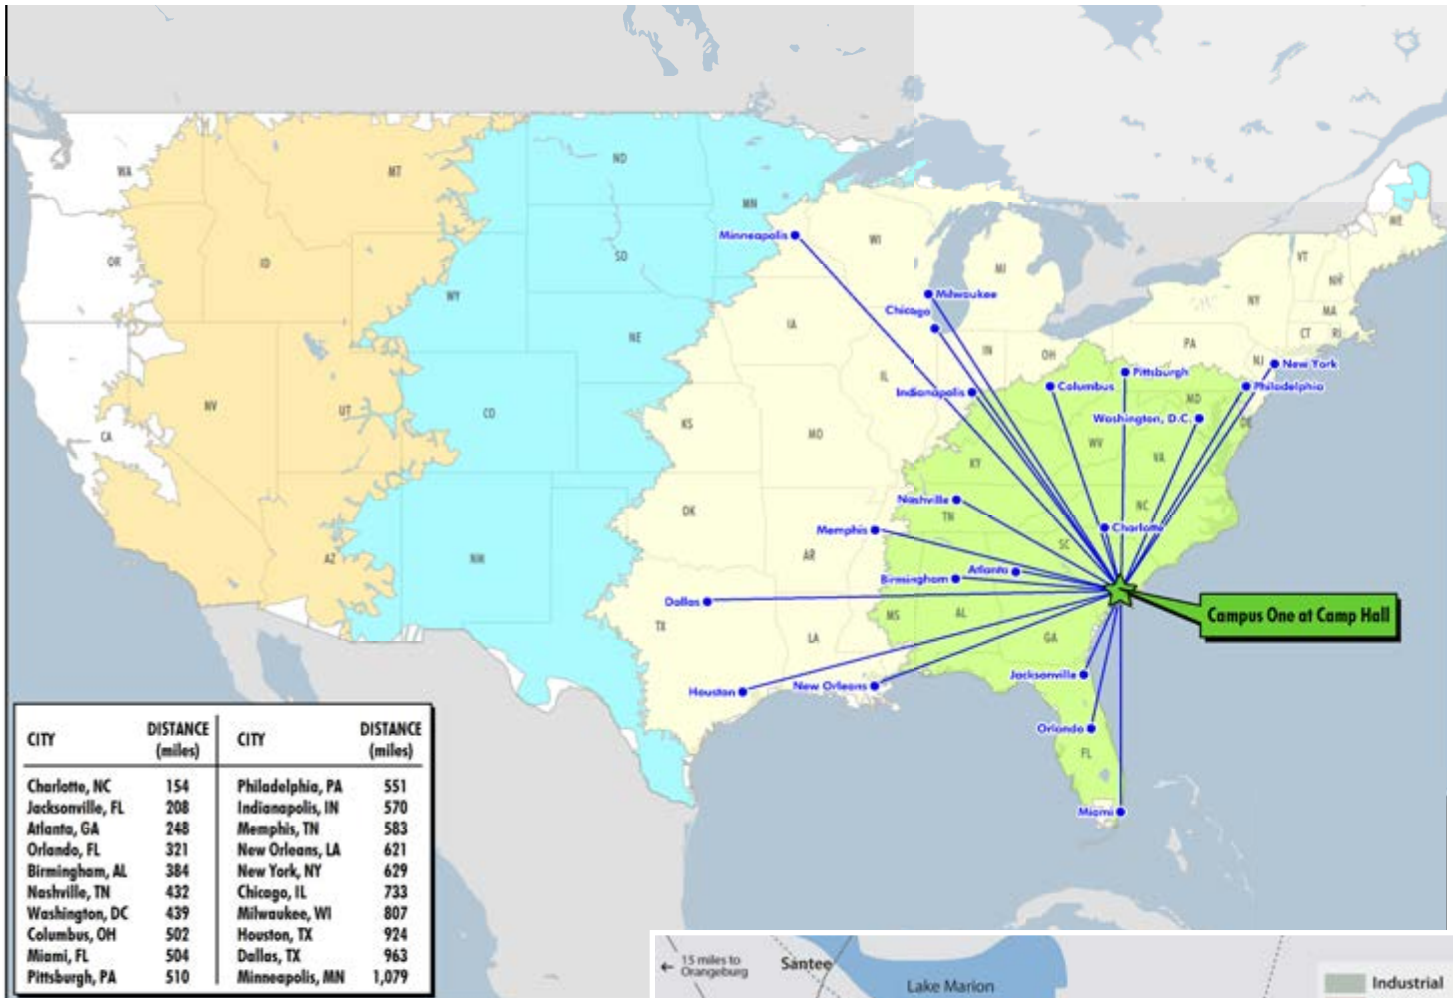 WA
MT
ND
MN
OR
ID
WY
SD
WI
MI
ME
VT
NH
NY
MA
CT
RI
Minneapolis
Milwaukee
Chicago
IA
NE
IN
OH
PA
NJ
New York
Pittsburgh
Philadelphia
Columbus
Indianapolis
IL
MD
DE
Washington, D.C.
NV
UT
CO
KS
MO
CA
WV
VA
KY
Nashville
TN
NC
Charlotte
Memphis
OK
AR
SC
AZ
NM
Atlanta
Birmingham
Dallas
TX
LA
MS
AL
GA
Campus One at Camp Hall
Jacksonville
Houston
New Orleans
Orlando
FL
Miami
CITY DISTANCE (miles) CITY DISTANCE (miles)
Charlotte, NC 154 Philadelphia, PA 551
Jacksonville, FL 208 Indianapolis, IN 570
Atlanta, GA 248 Memphis, TN 583
Orlando, FL 321 New Orleans, LA 621
Birmingham, AL 384 New York, NY 629
Nashville, TN 432 Chicago, IL 733
Washington, DC 439 Milwaukee, WI 807
Columbus, OH 502 Houston, TX 924
Miami, FL 504 Dallas, TX 963
Pittsburgh, PA 510 Minneapolis, MN 1,079
15 miles to
Orangeburg
Santee
Lake Marion
Industrial